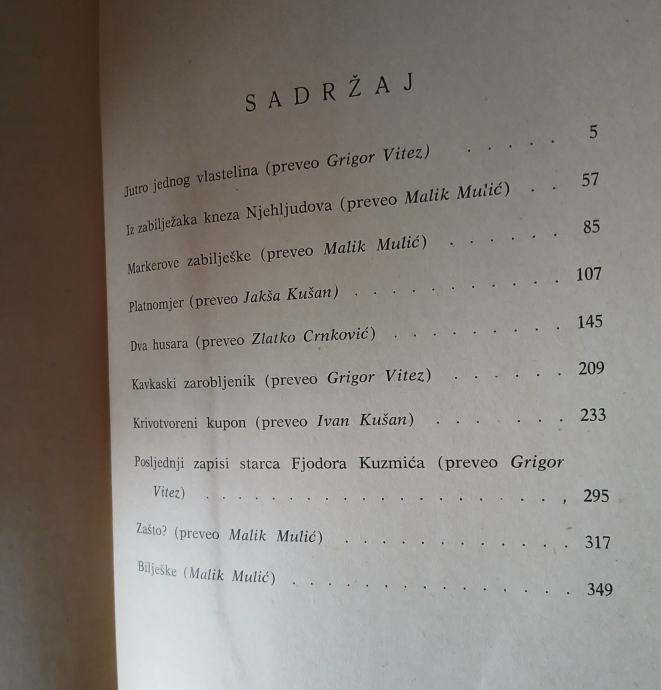 SADRŽAJ
Jutro jednog vlastelina (preveo Grigor Vitez) . . . . . 5
Iz zabilježaka kneza Njehljudova (preveo Malik Mulić) . . 57
Markerove zabilješke (preveo Malik Mulić) . . . . . . 85
Platnomjer (preveo Jakša Kušan) . . . . . . . . . . 107
Dva husara (preveo Zlatko Crnković) . . . . . . . . . 145
Kavkaski zarobljenik (preveo Grigor Vitez) . . . . . . 209
Krivotvoreni kupon (preveo Ivan Kušan) . . . . . . 233
Posljednji zapisi starca Fjodora Kuzmića (preveo Grigor
Vitez) . . . . . . . . . . . . . . . . . , 295
Zašto? (preveo Malik Mulić) . . . . . . . . . . . . 317
Bilješke (Malik Mulić) . . . . . . . . . . . . . . 349